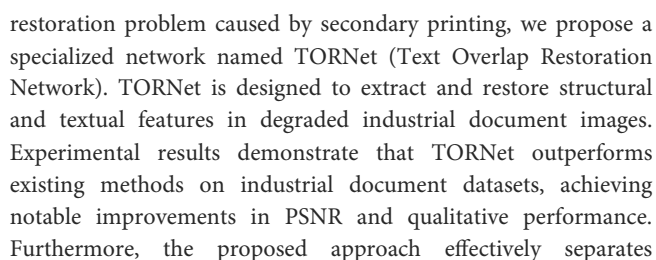 restoration problem caused by secondary printing, we propose a
specialized network named TORNet (Text Overlap Restoration
Network). TORNet is designed to extract and restore structural
and textual features in degraded industrial document images.
Experimental results demonstrate that TORNet outperforms
existing methods on industrial document datasets, achieving
notable improvements in PSNR and qualitative performance.
Furthermore, the proposed approach effectively separates